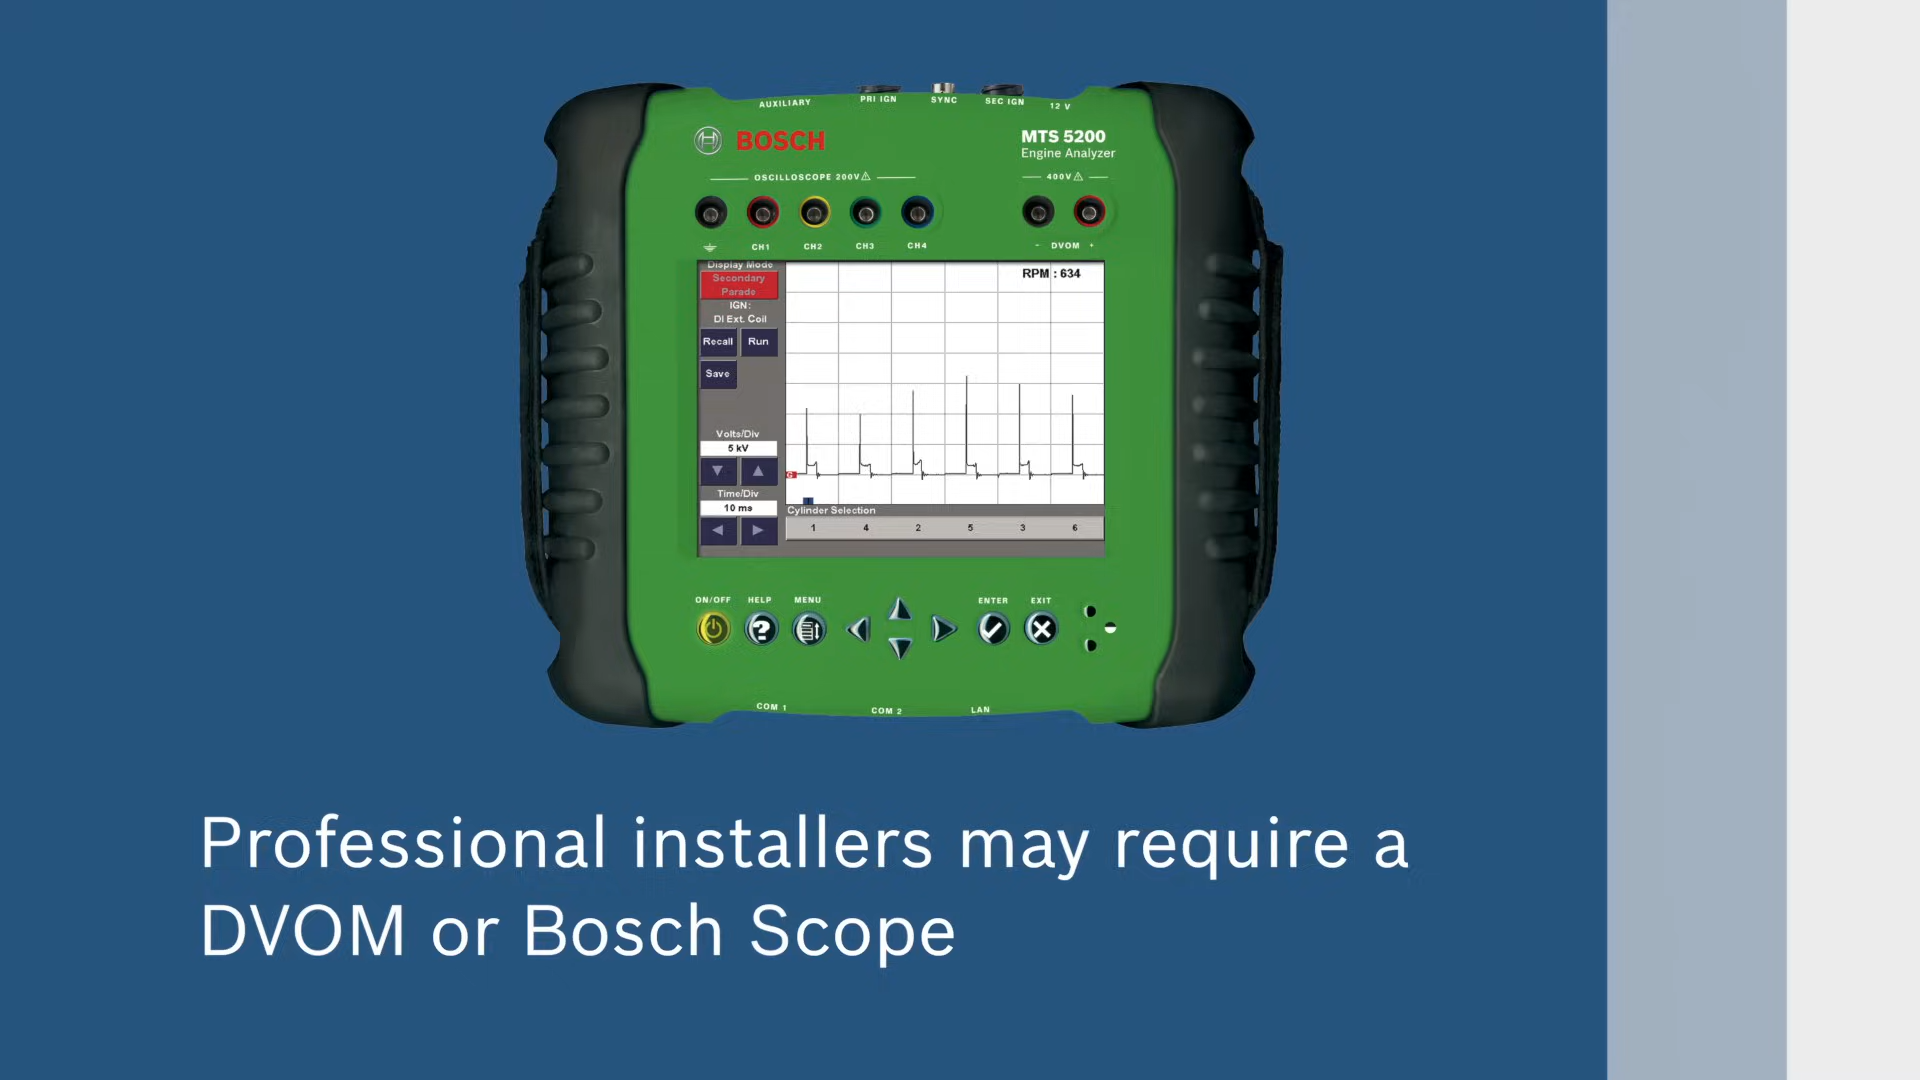 AUXILIARY
PRI IGN
SYNC
SEC IGN
12 V
BOSCH
MTS 5200
Engine Analyzer
OSCILLOSCOPE 200V
400V
CH1
CH2
CH3
CH4
- DVOM +
Display Mode
Secondary
Parade
IGN:
DI Ext. Coil
Recall
Run
Save
Volts/Div
5 kV
Time/Div
10 ms
RPM : 634
Cylinder Selection
1 4 2 5 3 6
ON/OFF
HELP
MENU
ENTER
EXIT
COM 1
COM 2
LAN
Professional installers may require a
DVOM or Bosch Scope